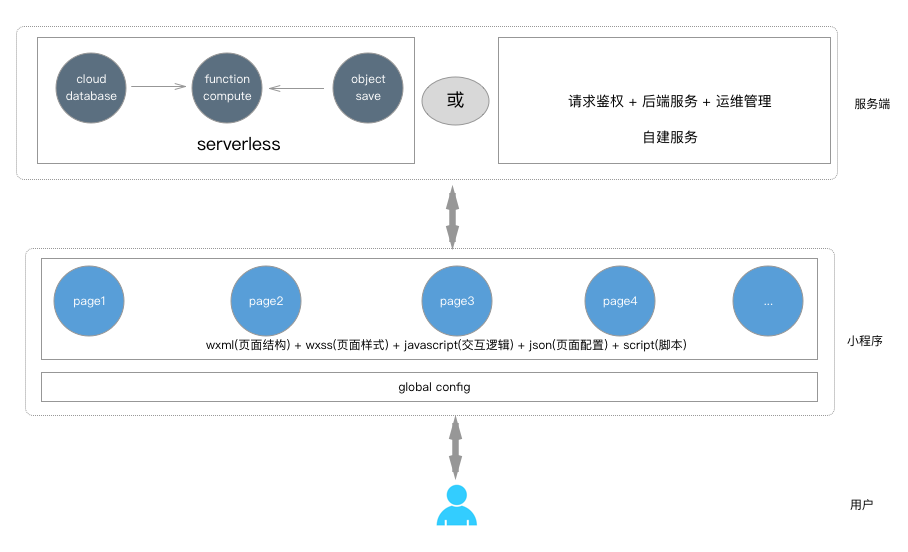 cloud
database
function
compute
object
save
serverless
或
请求鉴权 + 后端服务 + 运维管理
自建服务
服务端
page1
page2
page3
page4
...
wxml(页面结构) + wxss(页面样式) + javascript(交互逻辑) + json(页面配置) + script(脚本)
小程序
global config
用户